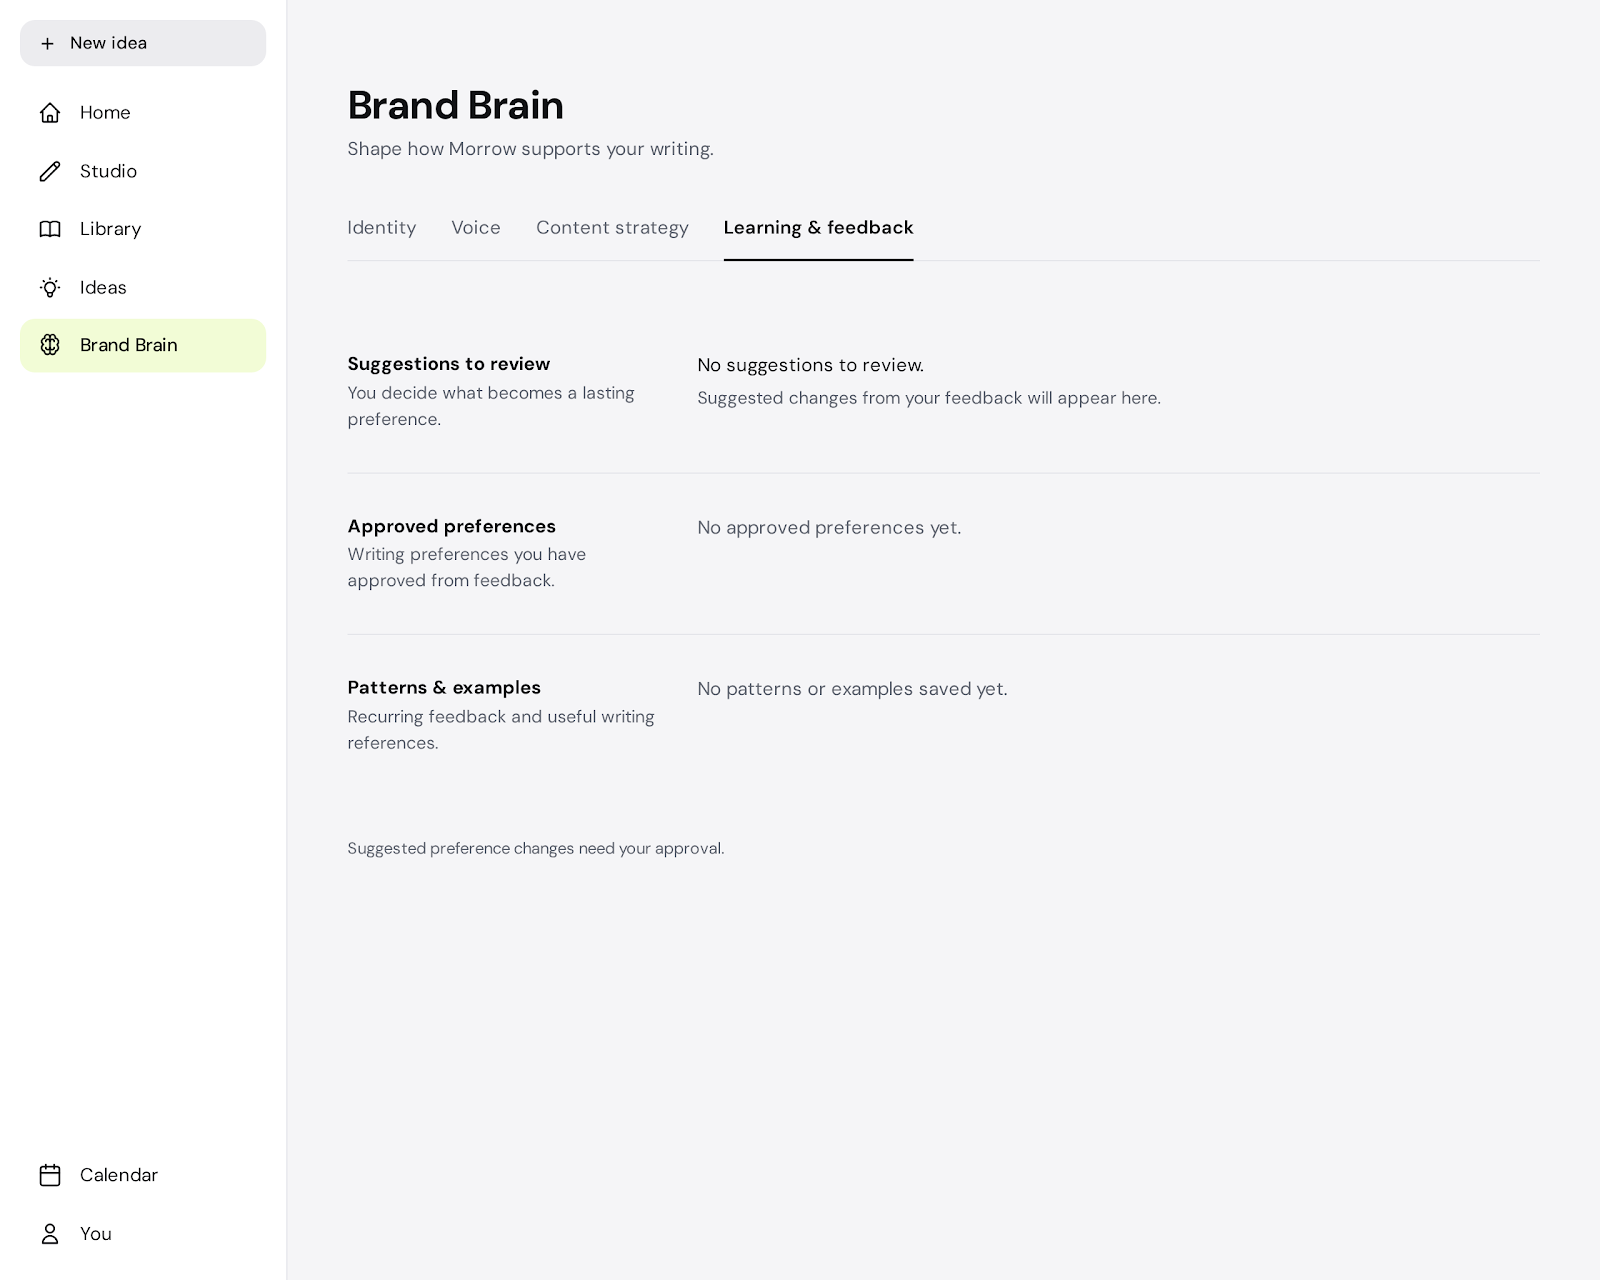 New idea
Home
Studio
Library
Ideas
Brand Brain
Calendar
You
Brand Brain
Shape how Morrow supports your writing.
Identity
Voice
Content strategy
Learning & feedback
Suggestions to review
You decide what becomes a lasting
preference.
No suggestions to review.
Suggested changes from your feedback will appear here.
Approved preferences
Writing preferences you have
approved from feedback.
No approved preferences yet.
Patterns & examples
Recurring feedback and useful writing
references.
No patterns or examples saved yet.
Suggested preference changes need your approval.